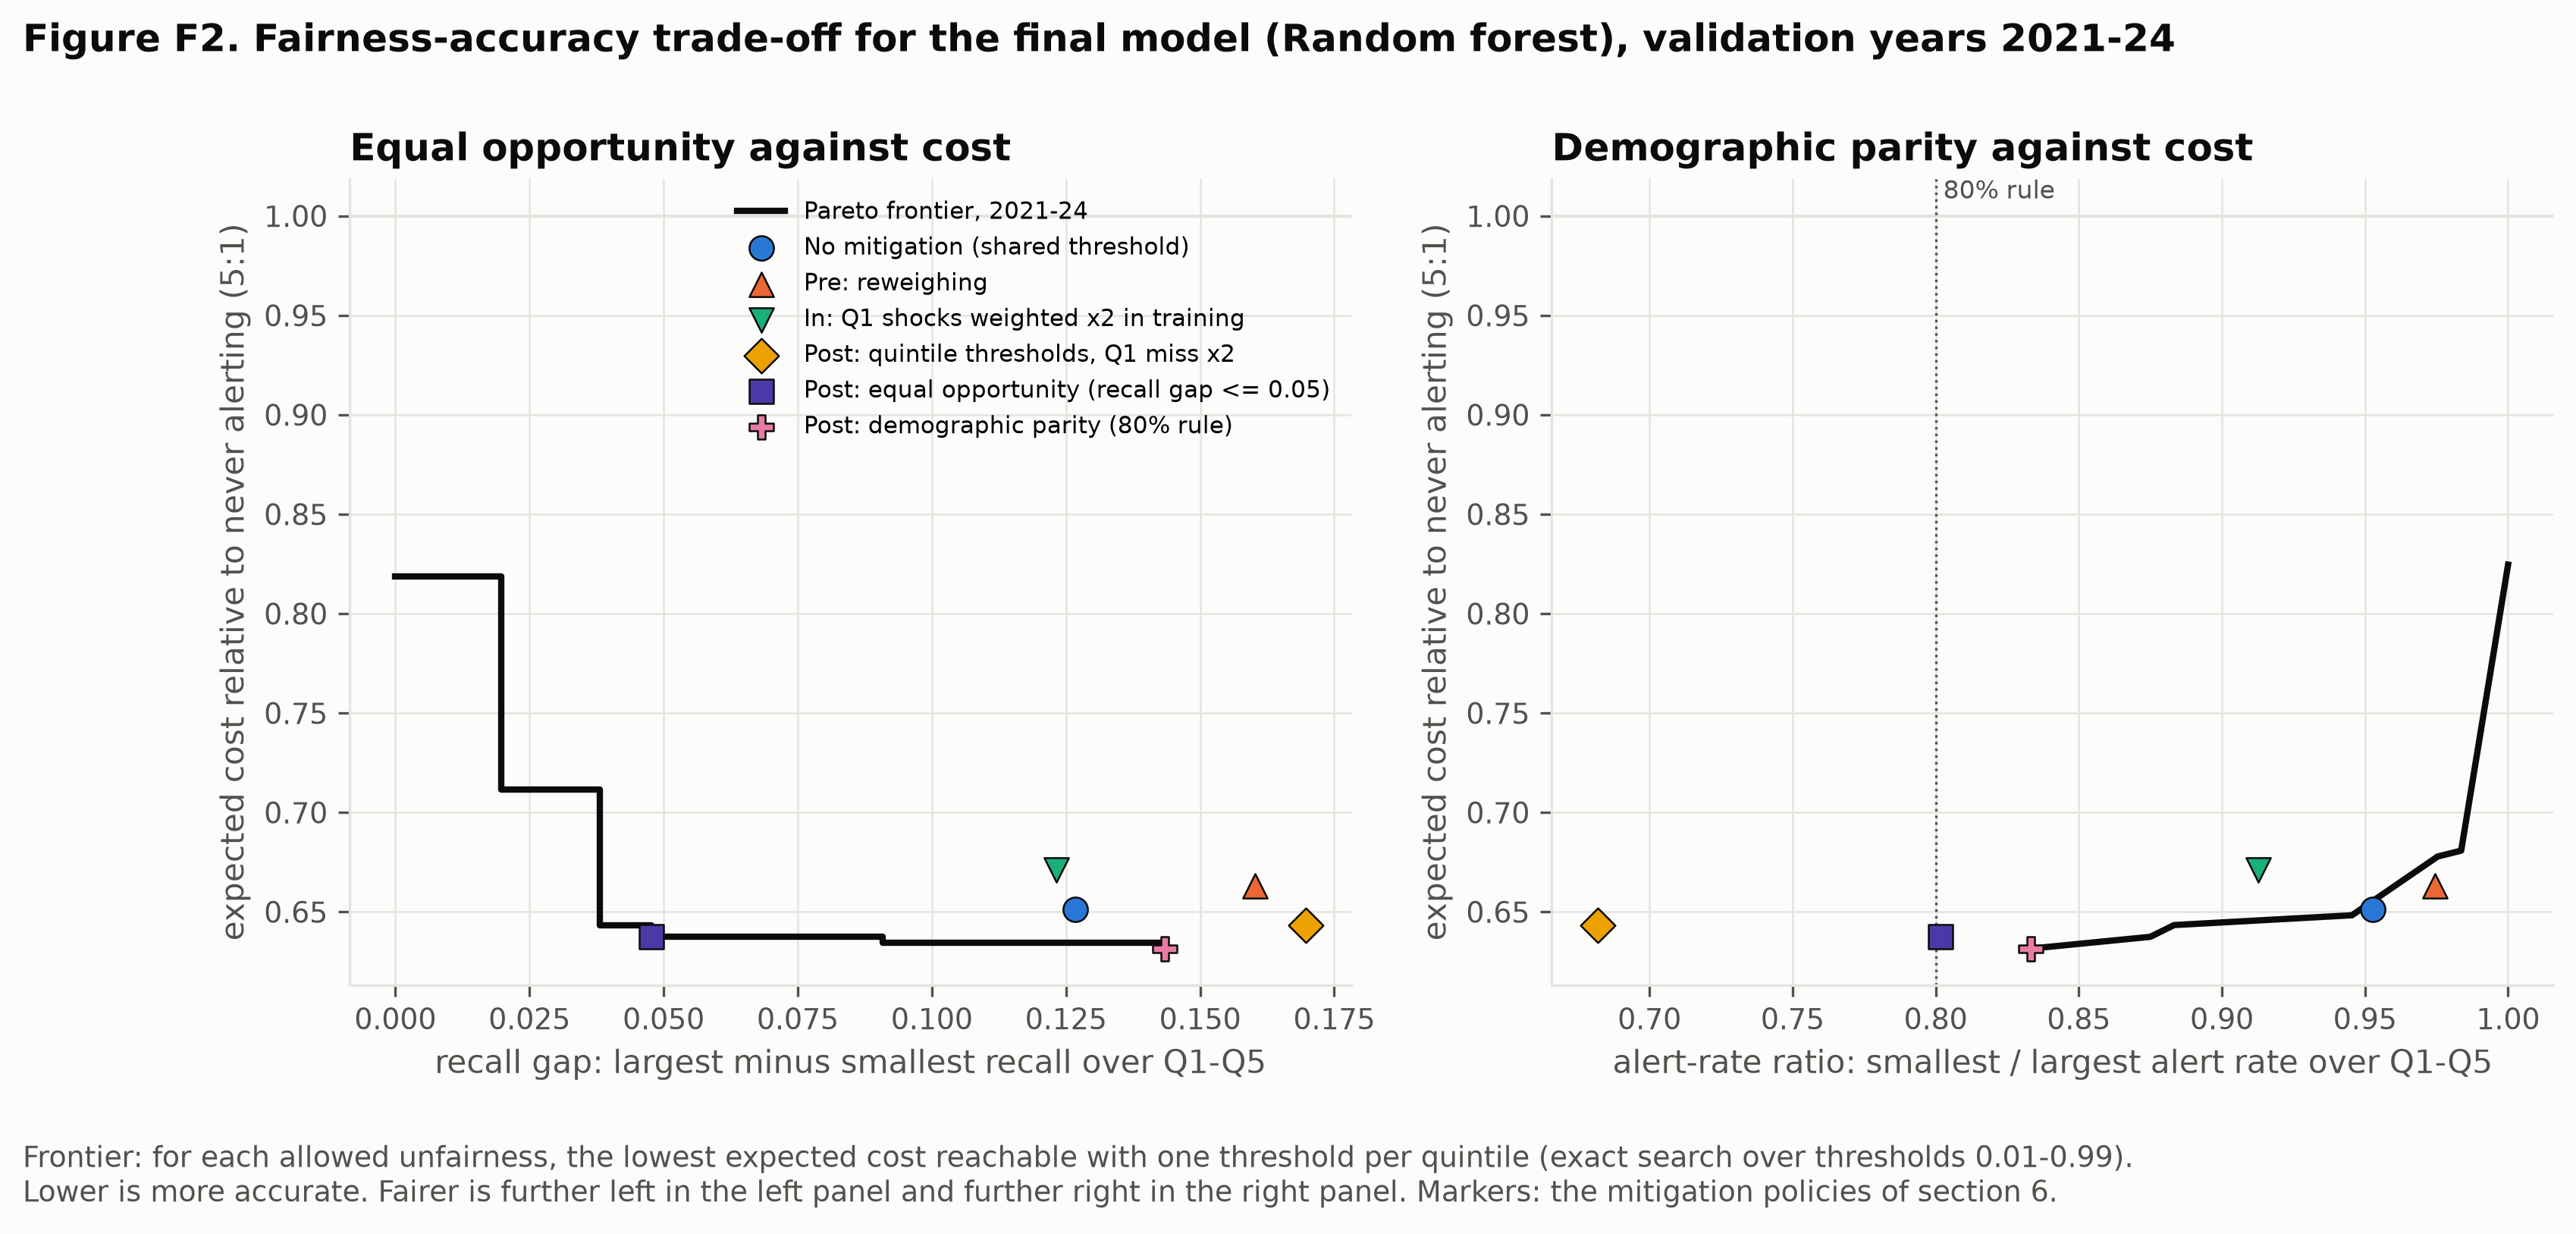 Figure F2. Fairness-accuracy trade-off for the final model (Random forest), validation years 2021-24
Equal opportunity against cost
expected cost relative to never alerting (5:1)
1.00
0.95
0.90
0.85
0.80
0.75
0.70
0.65
Pareto frontier, 2021-24
No mitigation (shared threshold)
Pre: reweighing
In: Q1 shocks weighted x2 in training
Post: quintile thresholds, Q1 miss x2
Post: equal opportunity (recall gap <= 0.05)
Post: demographic parity (80% rule)
0.000 0.025 0.050 0.075 0.100 0.125 0.150 0.175
recall gap: largest minus smallest recall over Q1-Q5
Demographic parity against cost
expected cost relative to never alerting (5:1)
80% rule
1.00
0.95
0.90
0.85
0.80
0.75
0.70
0.65
0.70 0.75 0.80 0.85 0.90 0.95 1.00
alert-rate ratio: smallest / largest alert rate over Q1-Q5
Frontier: for each allowed unfairness, the lowest expected cost reachable with one threshold per quintile (exact search over thresholds 0.01-0.99).
Lower is more accurate. Fairer is further left in the left panel and further right in the right panel. Markers: the mitigation policies of section 6.